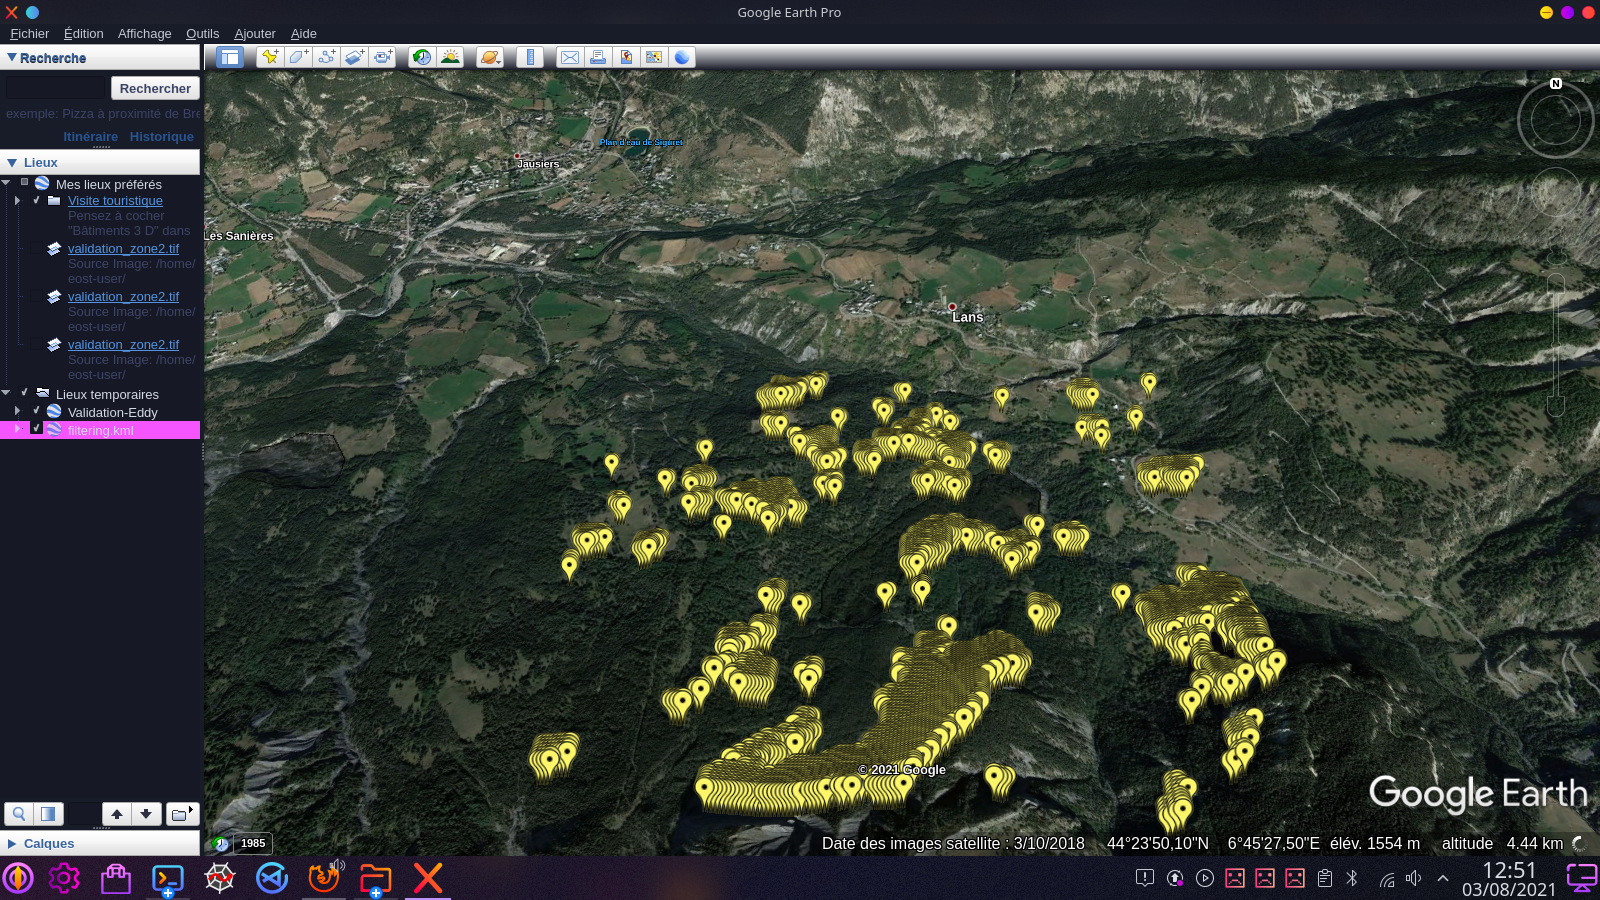 Google Earth Pro
Fichier Édition Affichage Outils Ajouter Aide
Recherche
Rechercher
exemple: Pizza à proximité de Bre
Itinéraire Historique
Lieux
Mes lieux préférés
Visite touristique
Pensez à cocher
"Bâtiments 3 D" dans
validation_zone2.tif
Source Image: /home/
eost-user/
validation_zone2.tif
Source Image: /home/
eost-user/
validation_zone2.tif
Source Image: /home/
eost-user/
Lieux temporaires
Validation-Eddy
filtering.kml
Calques
N
Plan d'eau de Siguret
Jausiers
Les Sanières
Lans
© 2021 Google
Google Earth
1985
Date des images satellite : 3/10/2018 44°23'50,10"N 6°45'27,50"E élév. 1554 m altitude 4.44 km
12:51
03/08/2021